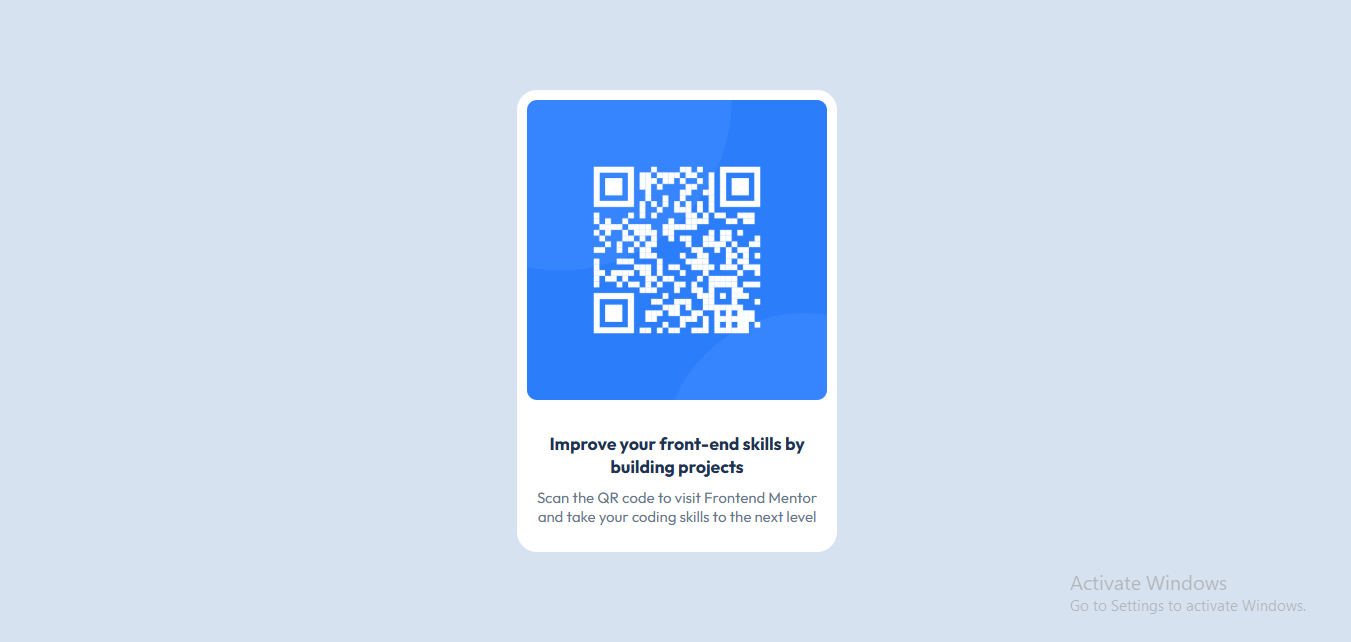 Improve your front-end skills by
building projects
Scan the QR code to visit Frontend Mentor
and take your coding skills to the next level
Activate Windows
Go to Settings to activate Windows.